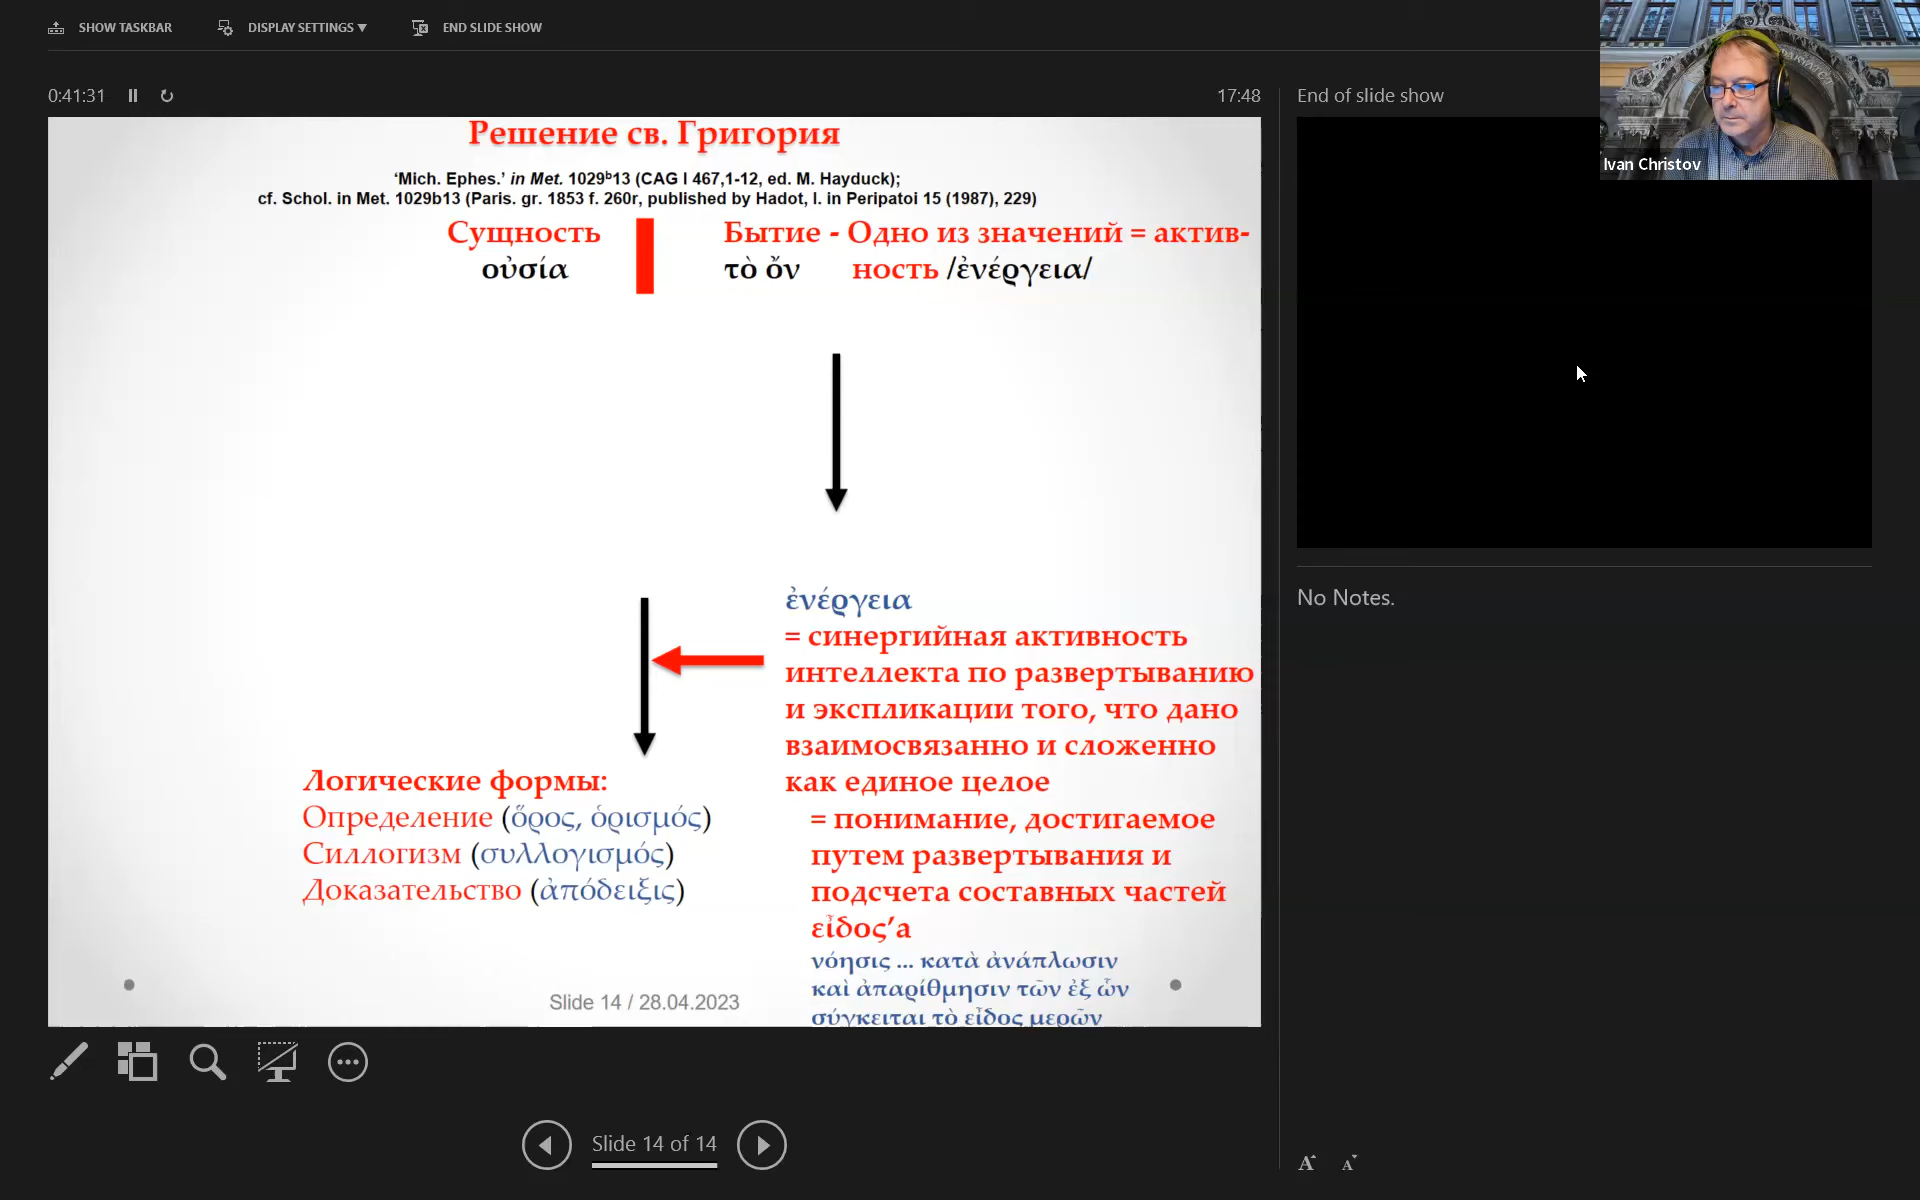 SHOW TASKBAR
DISPLAY SETTINGS ▾
END SLIDE SHOW
0:41:31
17:48
End of slide show
Ivan Christov
Решение св. Григория
‘Mich. Ephes.’ in Met. 1029ᵇ13 (CAG I 467,1-12, ed. M. Hayduck);
cf. Schol. in Met. 1029b13 (Paris. gr. 1853 f. 260r, published by Hadot, I. in Peripatoi 15 (1987), 229)
Сущность
οὐσία
Бытие - Одно из значений = актив-
τὸ ὄν ность /ἐνέργεια/
ἐνέργεια
= синергийная активность
интеллекта по развертыванию
и экспликации того, что дано
взаимосвязанно и сложенно
как единое целое
= понимание, достигаемое
путем развертывания и
подсчета составных частей
εἶδος’а
νόησις ... κατὰ ἀνάπλωσιν
καὶ ἀπαρίθμησιν τῶν ἐξ ὧν
σύγκειται τὸ εἶδος μερῶν
Логические формы:
Определение (ὅρος, ὁρισμός)
Силлогизм (συλλογισμός)
Доказательство (ἀπόδειξις)
Slide 14 / 28.04.2023
No Notes.
Slide 14 of 14
A A